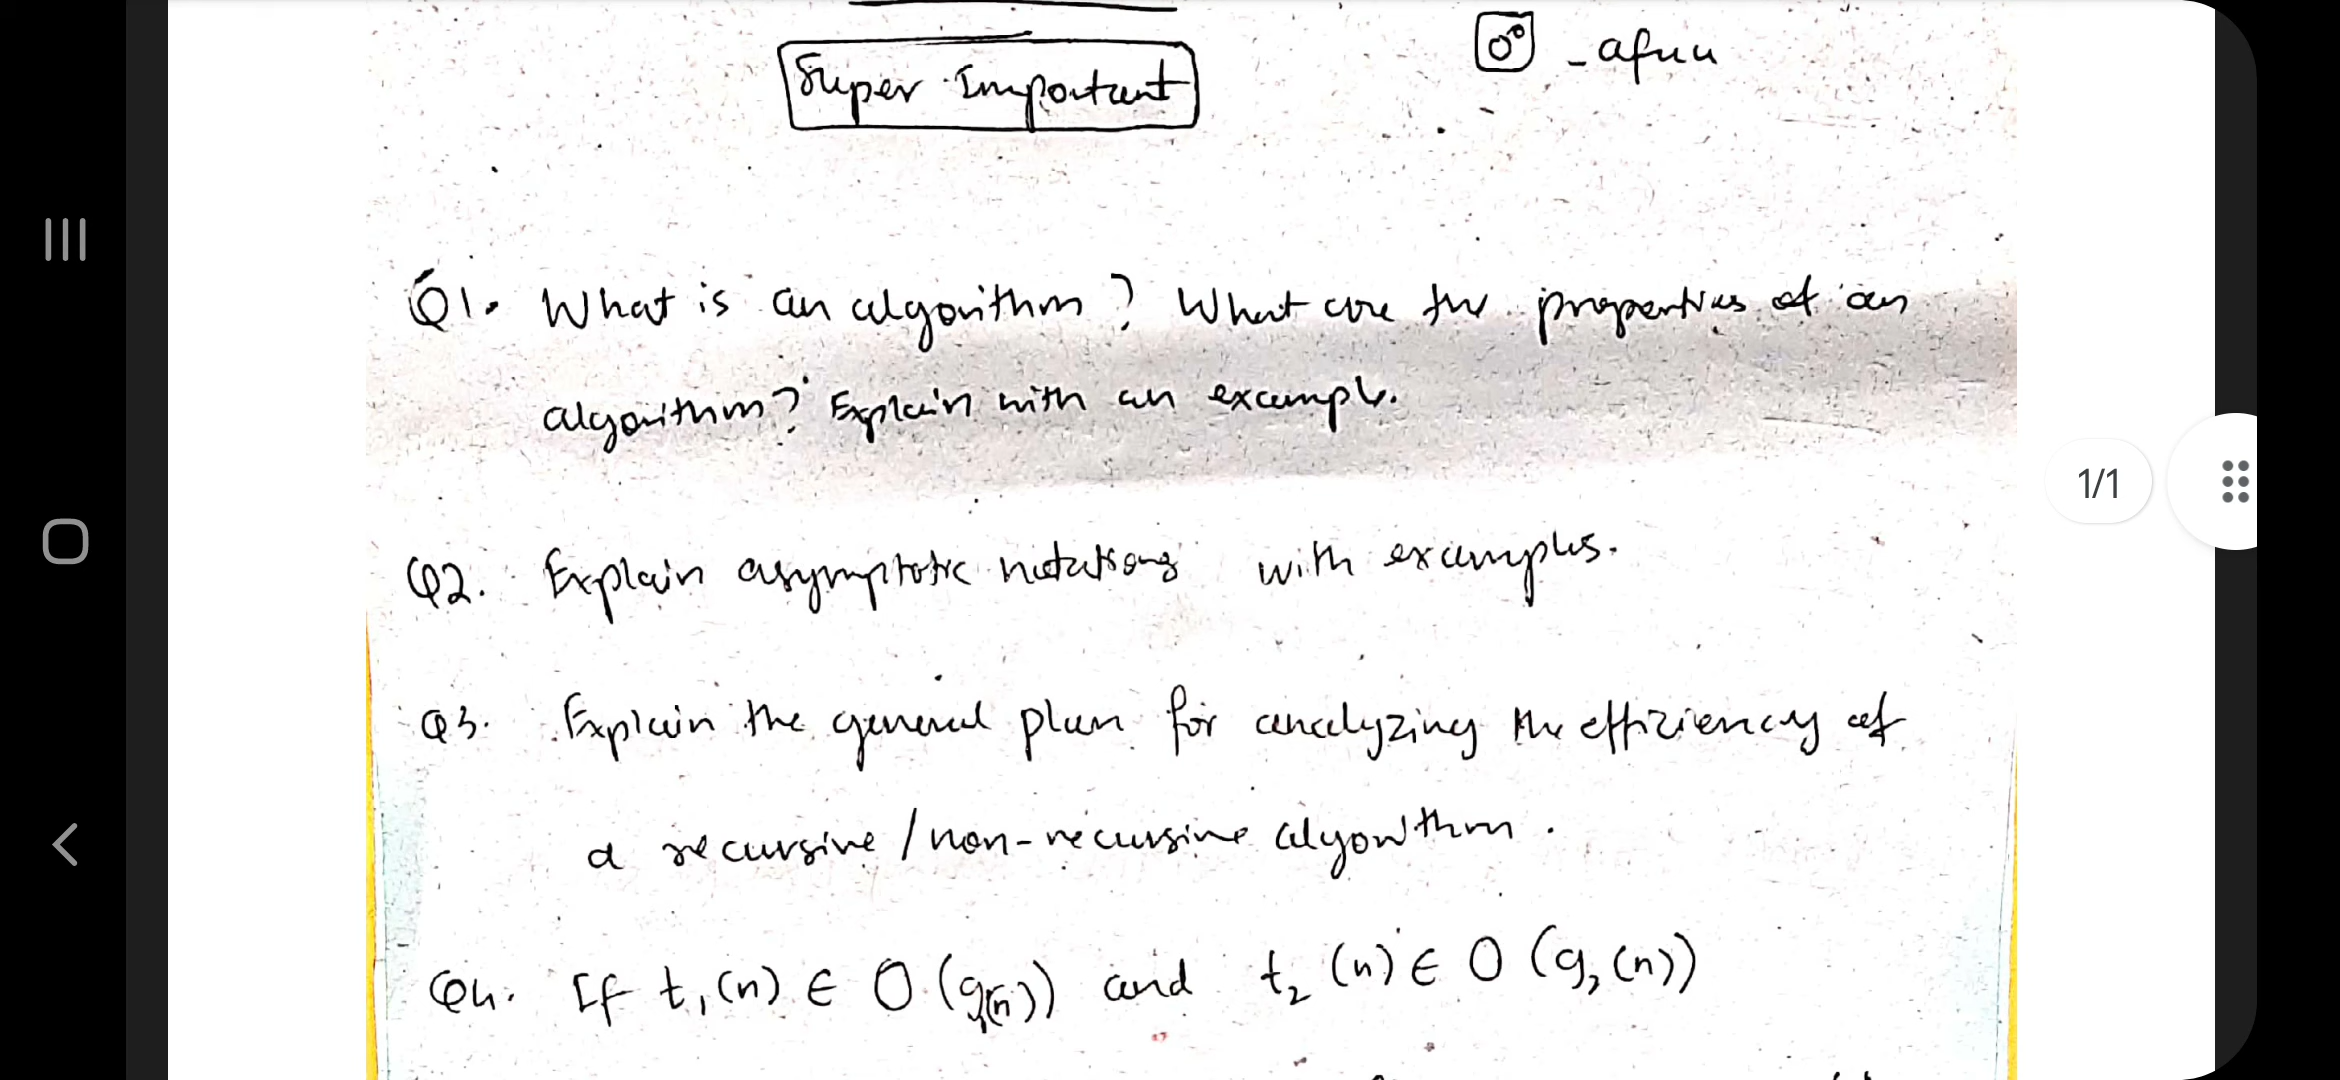 Super Important
_afuu
Q1. What is an algorithm? What are the properties of an
algorithm? Explain with an example.
1/1
Q2. Explain asymptotic notations with examples.
Q3. Explain the general plan for analyzing the efficiency of
a recursive / non-recursive algorithm.
Q4. If t₁(n) ∈ O(g₁(n)) and t₂(n) ∈ O(g₂(n))